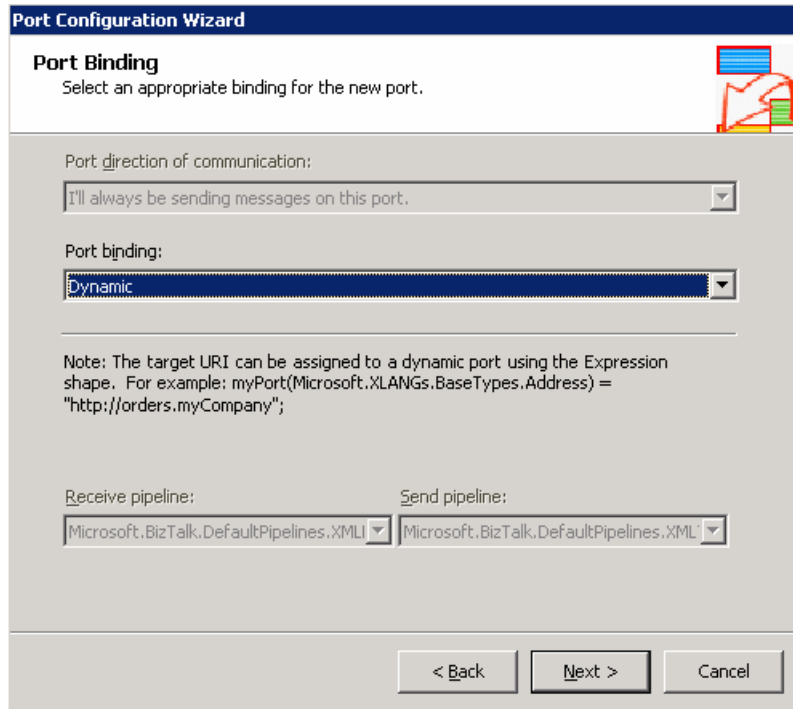 Port Configuration Wizard
Port Binding
Select an appropriate binding for the new port.
Port direction of communication:
I'll always be sending messages on this port.
Port binding:
Dynamic
Note: The target URI can be assigned to a dynamic port using the Expression
shape. For example: myPort(Microsoft.XLANGs.BaseTypes.Address) =
"http://orders.myCompany";
Receive pipeline: Send pipeline:
Microsoft.BizTalk.DefaultPipelines.XMLI Microsoft.BizTalk.DefaultPipelines.XML
< Back Next > Cancel